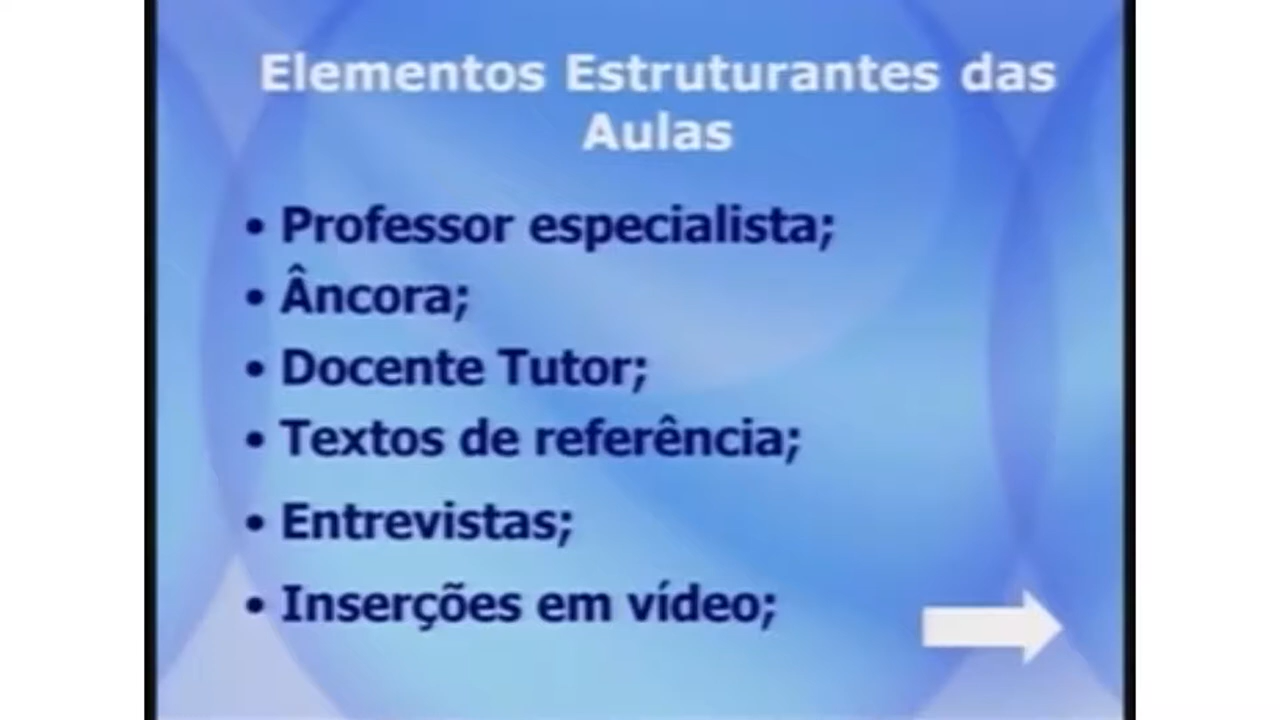 Elementos Estruturantes das
Aulas
• Professor especialista;
• Âncora;
• Docente Tutor;
• Textos de referência;
• Entrevistas;
• Inserções em vídeo;